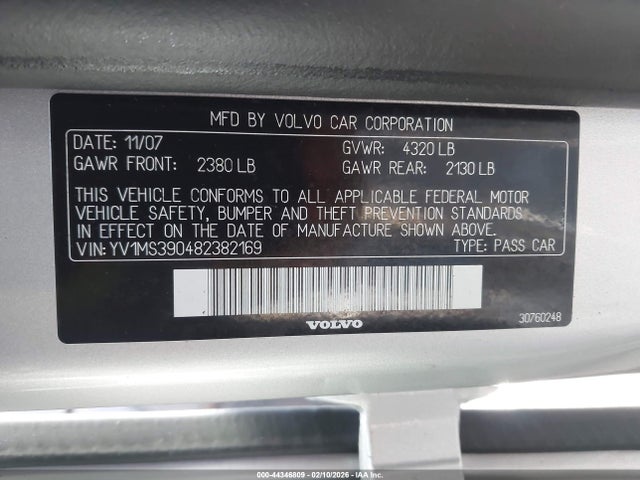 MFD BY VOLVO CAR CORPORATION
DATE: 11/07 GVWR: 4320 LB
GAWR FRONT: 2380 LB GAWR REAR: 2130 LB
THIS VEHICLE CONFORMS TO ALL APPLICABLE FEDERAL MOTOR
VEHICLE SAFETY, BUMPER AND THEFT PREVENTION STANDARDS
IN EFFECT ON THE DATE OF MANUFACTURE SHOWN ABOVE.
VIN: YV1MS390482382169 TYPE: PASS CAR
VOLVO
30760248
000-44346809 - 02/10/2026 - IAA Inc.